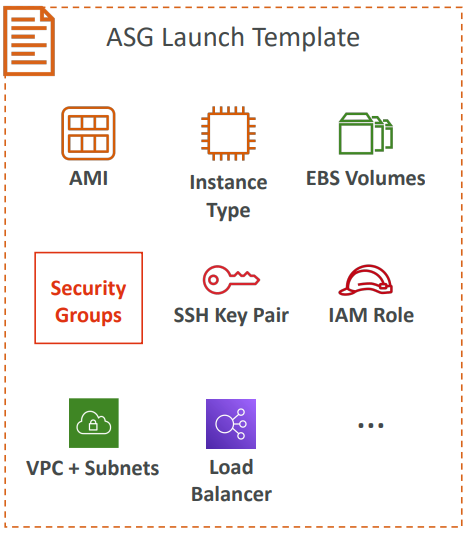 ASG Launch Template
AMI
Instance
Type
EBS Volumes
Security
Groups
SSH Key Pair
IAM Role
VPC + Subnets
Load
Balancer
...